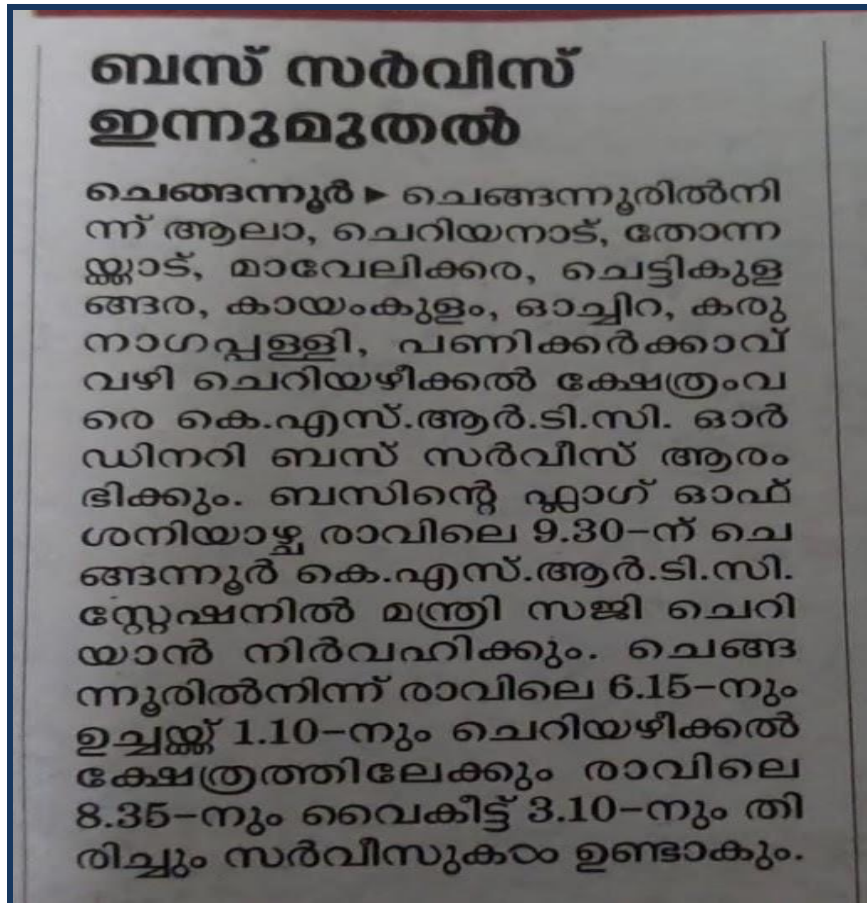 ബസ് സർവീസ്
ഇന്നുമുതൽ
ചെങ്ങന്നൂർ ► ചെങ്ങന്നൂരിൽനി
ന്ന് ആലാ, ചെറിയനാട്, തോന്ന
യ്ക്കാട്, മാവേലിക്കര, ചെട്ടികുള
ങ്ങര, കായംകുളം, ഓച്ചിറ, കരു
നാഗപ്പള്ളി, പണിക്കർക്കാവ്
വഴി ചെറിയഴീക്കൽ ക്ഷേത്രംവ
രെ കെ.എസ്.ആർ.ടി.സി. ഓർ
ഡിനറി ബസ് സർവീസ് ആരം
ഭിക്കും. ബസിന്റെ ഫ്ലാഗ് ഓഫ്
ശനിയാഴ്ച രാവിലെ 9.30-ന് ചെ
ങ്ങന്നൂർ കെ.എസ്.ആർ.ടി.സി.
സ്റ്റേഷനിൽ മന്ത്രി സജി ചെറി
യാൻ നിർവഹിക്കും. ചെങ്ങ
ന്നൂരിൽനിന്ന് രാവിലെ 6.15-നും
ഉച്ചയ്ക്ക് 1.10-നും ചെറിയഴീക്കൽ
ക്ഷേത്രത്തിലേക്കും രാവിലെ
8.35-നും വൈകീട്ട് 3.10-നും തി
രിച്ചും സർവീസുകൾ ഉണ്ടാകും.